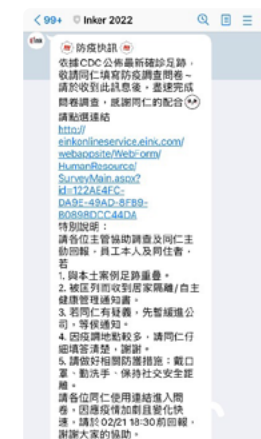 99+
Inker 2022
防疫快訊
依據CDC公佈最新確診足跡,
敬請同仁填寫防疫調查問卷~
請於收到此訊息後,盡速完成
問卷調查,感謝同仁的配合
請點選連結
http://
einkonlineservice.eink.com/
webappsite/WebForm/
HumanResource/
SurveyMain.aspx?
id=122AE4FC-
DA9E-49AD-8FB9-
B0898DCC44DA
特別說明:
請各位主管協助調查及同仁主
動回報,員工本人及同住者,
若
1. 與本土案例足跡重疊。
2. 被匡列而收到居家隔離/自主
健康管理通知書。
3. 若同仁有疑義,先暫緩進公
司,等候通知。
4. 因疫調地點較多,請同仁仔
細填答清楚,謝謝。
5. 請做好相關防護措施:戴口
罩、勤洗手、保持社交安全距
離。
請各位同仁使用連結進入問
卷。因應疫情加劇且變化快
速,請於 02/21 18:30前回報,
謝謝大家的協助。